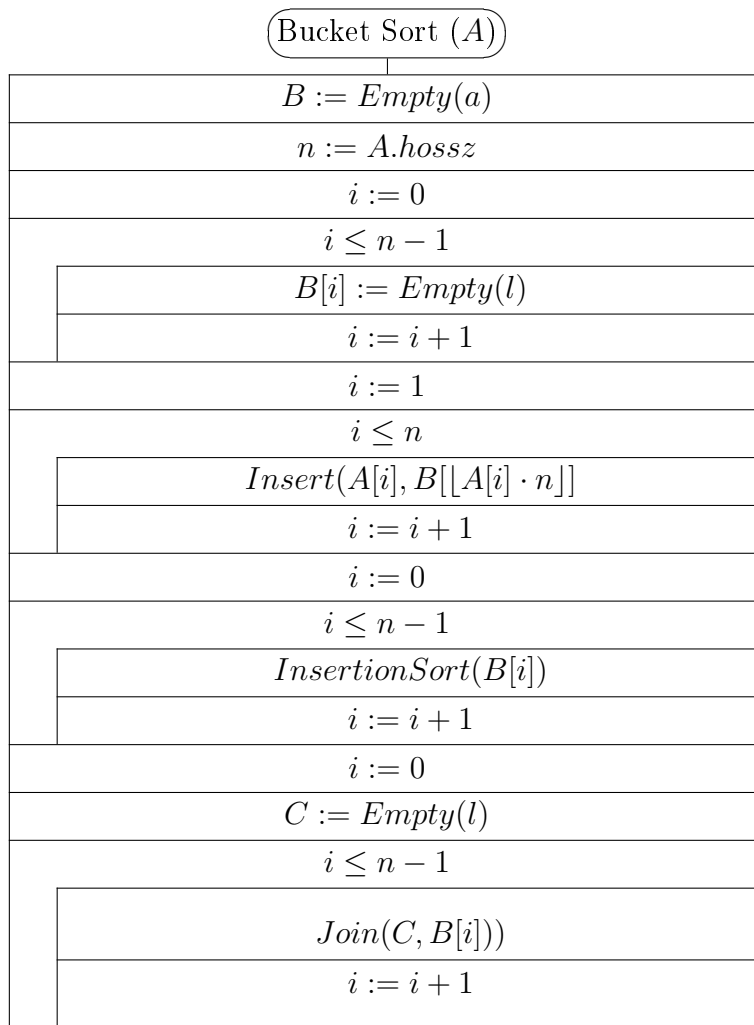 Bucket Sort (A)
B := Empty(a)
n := A.hossz
i := 0
i ≤ n − 1
B[i] := Empty(l)
i := i + 1
i := 1
i ≤ n
Insert(A[i], B[⌊A[i] · n⌋]
i := i + 1
i := 0
i ≤ n − 1
InsertionSort(B[i])
i := i + 1
i := 0
C := Empty(l)
i ≤ n − 1
Join(C, B[i]))
i := i + 1